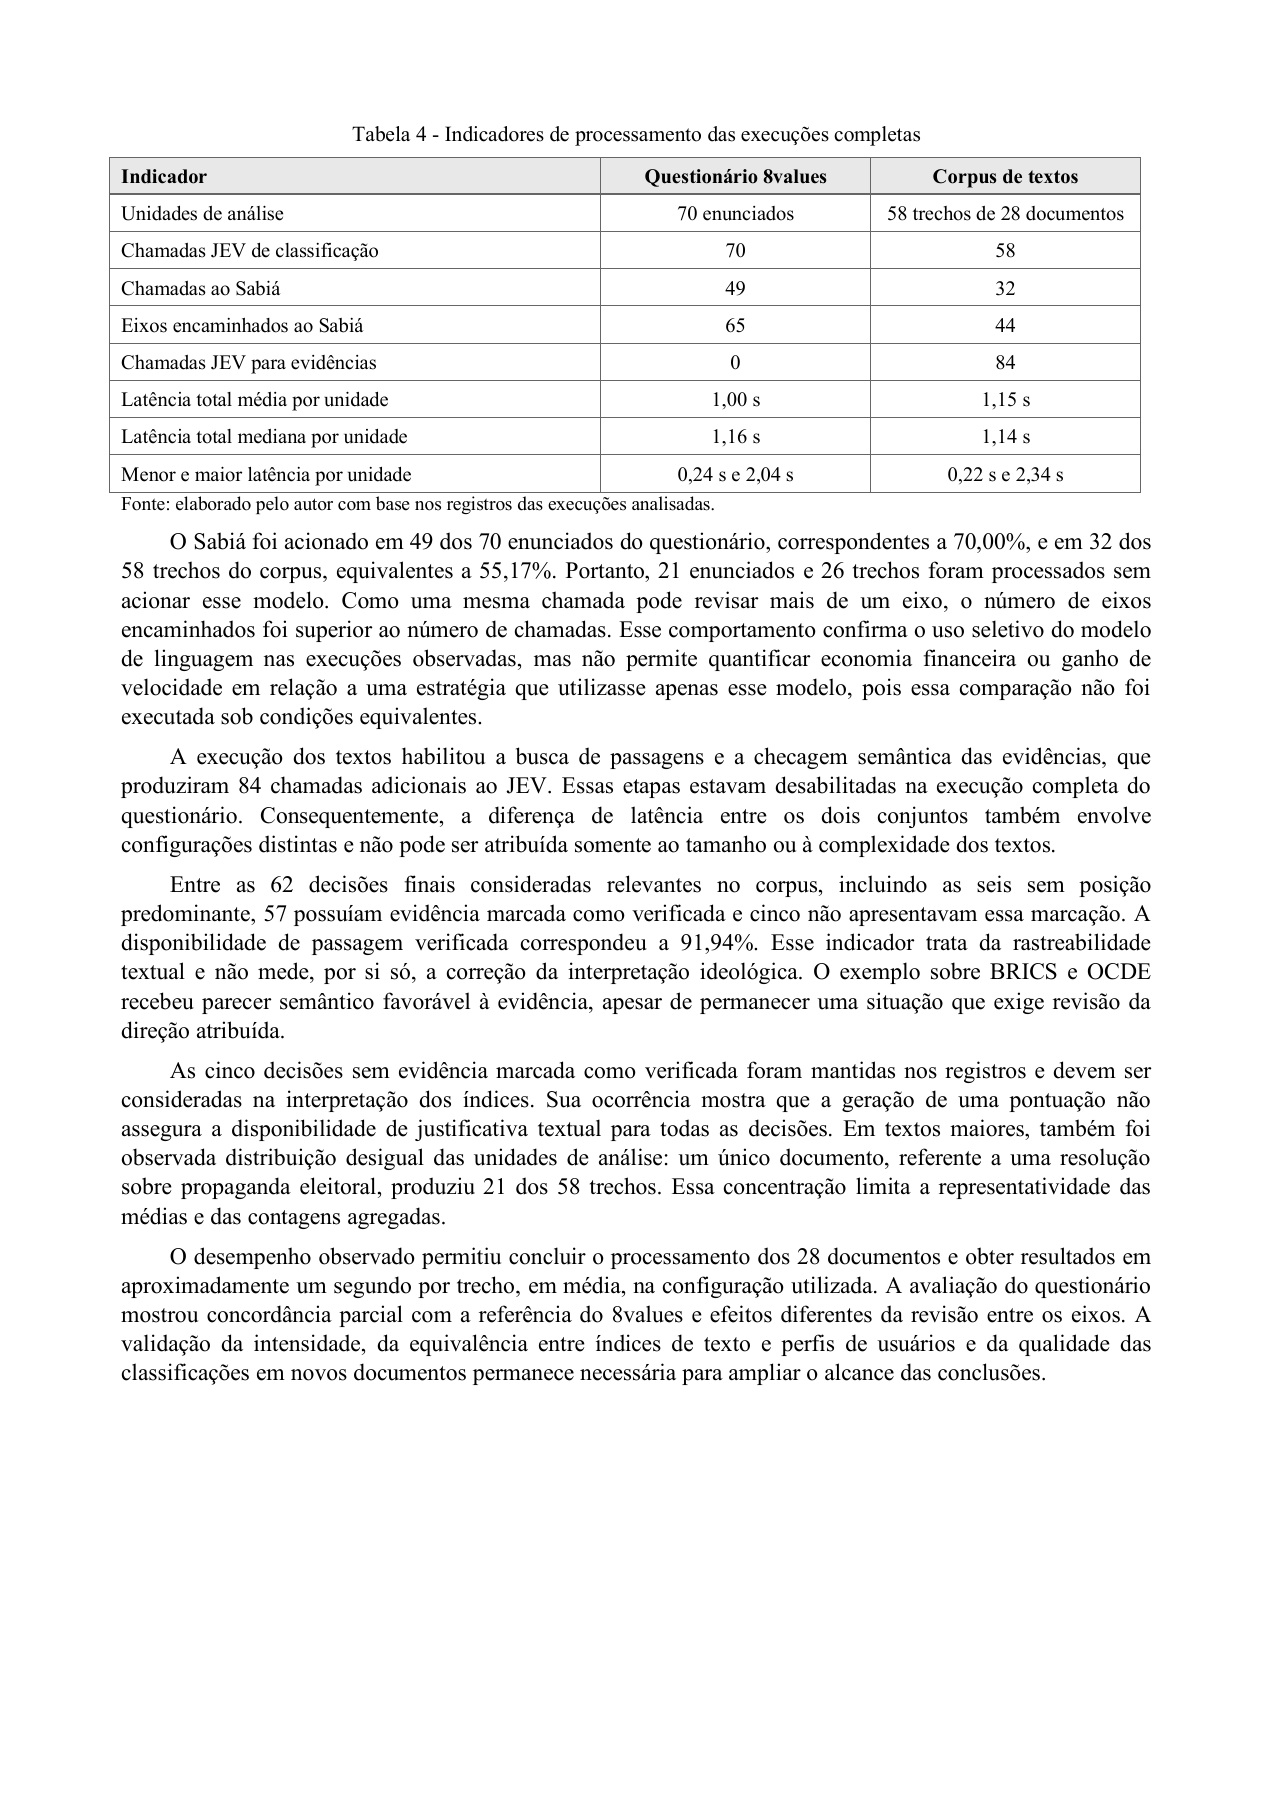 Tabela 4 - Indicadores de processamento das execuções completas
Indicador Questionário 8values Corpus de textos
Unidades de análise 70 enunciados 58 trechos de 28 documentos
Chamadas JEV de classificação 70 58
Chamadas ao Sabiá 49 32
Eixos encaminhados ao Sabiá 65 44
Chamadas JEV para evidências 0 84
Latência total média por unidade 1,00 s 1,15 s
Latência total mediana por unidade 1,16 s 1,14 s
Menor e maior latência por unidade 0,24 s e 2,04 s 0,22 s e 2,34 s
Fonte: elaborado pelo autor com base nos registros das execuções analisadas.
O Sabiá foi acionado em 49 dos 70 enunciados do questionário, correspondentes a 70,00%, e em 32 dos
58 trechos do corpus, equivalentes a 55,17%. Portanto, 21 enunciados e 26 trechos foram processados sem
acionar esse modelo. Como uma mesma chamada pode revisar mais de um eixo, o número de eixos
encaminhados foi superior ao número de chamadas. Esse comportamento confirma o uso seletivo do modelo
de linguagem nas execuções observadas, mas não permite quantificar economia financeira ou ganho de
velocidade em relação a uma estratégia que utilizasse apenas esse modelo, pois essa comparação não foi
executada sob condições equivalentes.
A execução dos textos habilitou a busca de passagens e a checagem semântica das evidências, que
produziram 84 chamadas adicionais ao JEV. Essas etapas estavam desabilitadas na execução completa do
questionário. Consequentemente, a diferença de latência entre os dois conjuntos também envolve
configurações distintas e não pode ser atribuída somente ao tamanho ou à complexidade dos textos.
Entre as 62 decisões finais consideradas relevantes no corpus, incluindo as seis sem posição
predominante, 57 possuíam evidência marcada como verificada e cinco não apresentavam essa marcação. A
disponibilidade de passagem verificada correspondeu a 91,94%. Esse indicador trata da rastreabilidade
textual e não mede, por si só, a correção da interpretação ideológica. O exemplo sobre BRICS e OCDE
recebeu parecer semântico favorável à evidência, apesar de permanecer uma situação que exige revisão da
direção atribuída.
As cinco decisões sem evidência marcada como verificada foram mantidas nos registros e devem ser
consideradas na interpretação dos índices. Sua ocorrência mostra que a geração de uma pontuação não
assegura a disponibilidade de justificativa textual para todas as decisões. Em textos maiores, também foi
observada distribuição desigual das unidades de análise: um único documento, referente a uma resolução
sobre propaganda eleitoral, produziu 21 dos 58 trechos. Essa concentração limita a representatividade das
médias e das contagens agregadas.
O desempenho observado permitiu concluir o processamento dos 28 documentos e obter resultados em
aproximadamente um segundo por trecho, em média, na configuração utilizada. A avaliação do questionário
mostrou concordância parcial com a referência do 8values e efeitos diferentes da revisão entre os eixos. A
validação da intensidade, da equivalência entre índices de texto e perfis de usuários e da qualidade das
classificações em novos documentos permanece necessária para ampliar o alcance das conclusões.